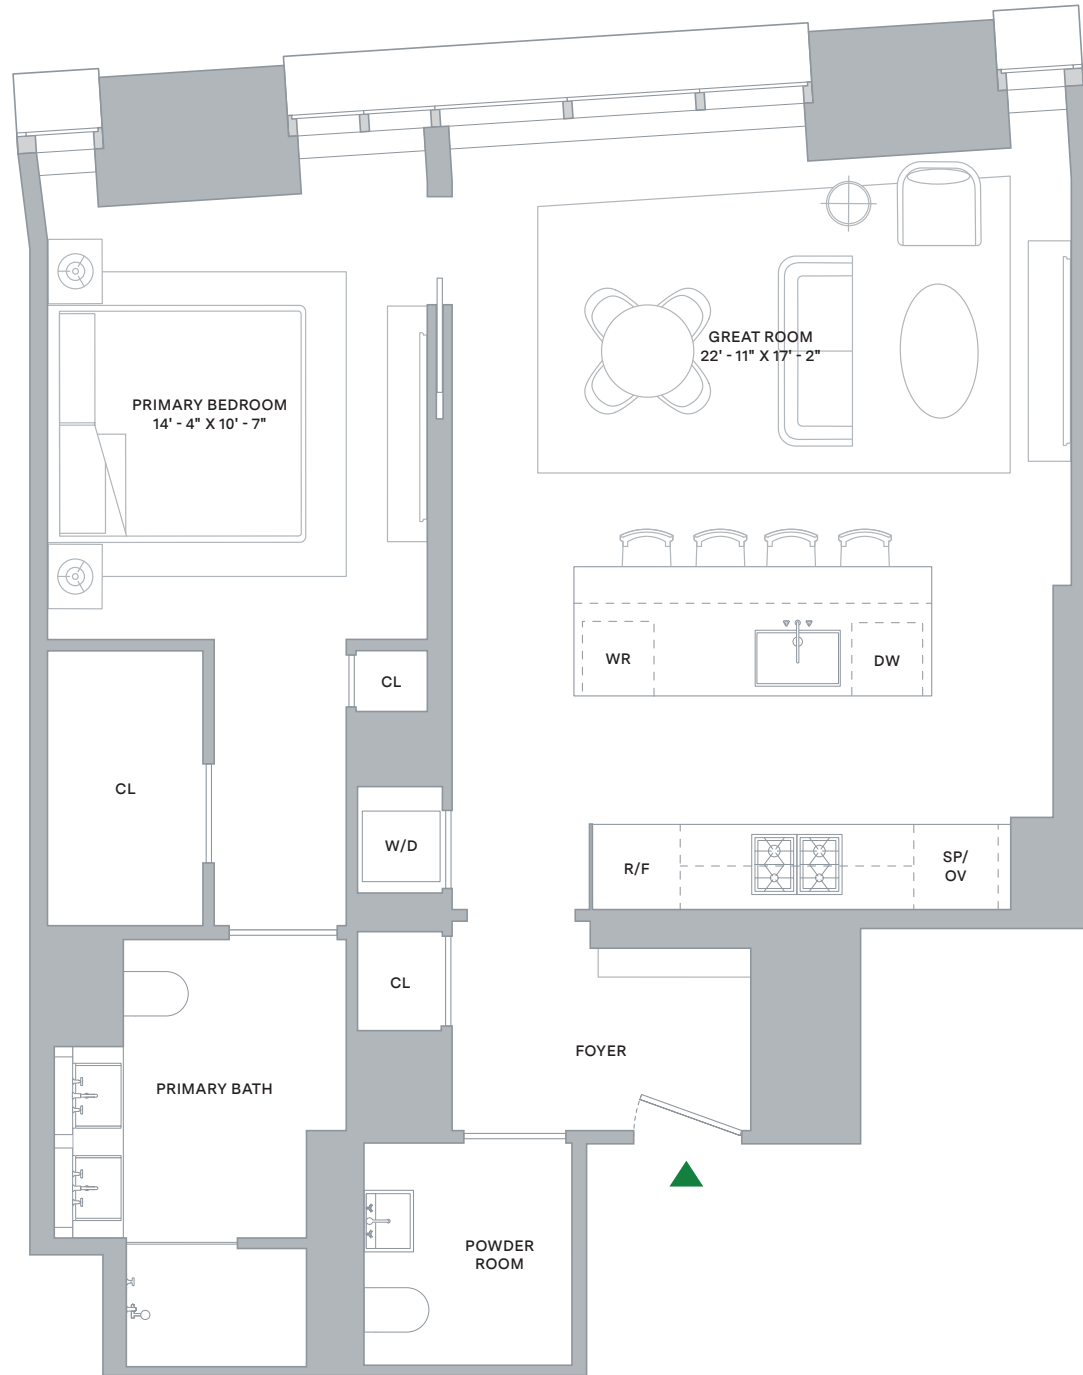 GREAT ROOM
22' - 11" X 17' - 2"
PRIMARY BEDROOM
14' - 4" X 10' - 7"
WR
DW
CL
CL
W/D
R/F
SP/
OV
CL
FOYER
PRIMARY BATH
POWDER
ROOM